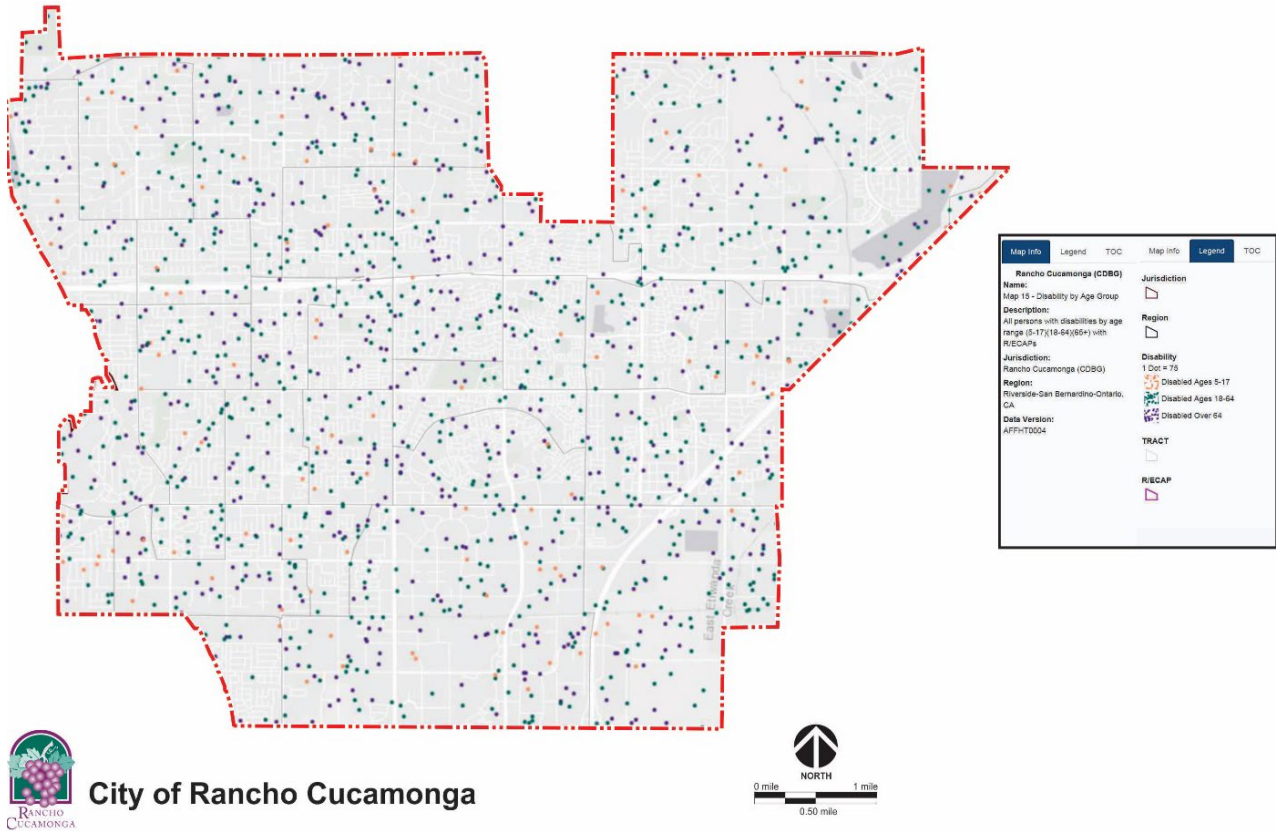 East Etiwanda
Creek
Map Info Legend TOC
Rancho Cucamonga (CDBG)
Name:
Map 15 - Disability by Age Group
Description:
All persons with disabilities by age
range (5-17)(18-64)(65+) with
R/ECAPs
Jurisdiction:
Rancho Cucamonga (CDBG)
Region:
Riverside-San Bernardino-Ontario,
CA
Data Version:
AFFHT0004
Map Info Legend TOC
Jurisdiction
Region
Disability
1 Dot = 75
Disabled Ages 5-17
Disabled Ages 18-64
Disabled Over 64
TRACT
R/ECAP
RANCHO
CUCAMONGA
City of Rancho Cucamonga
NORTH
0 mile 1 mile
0.50 mile